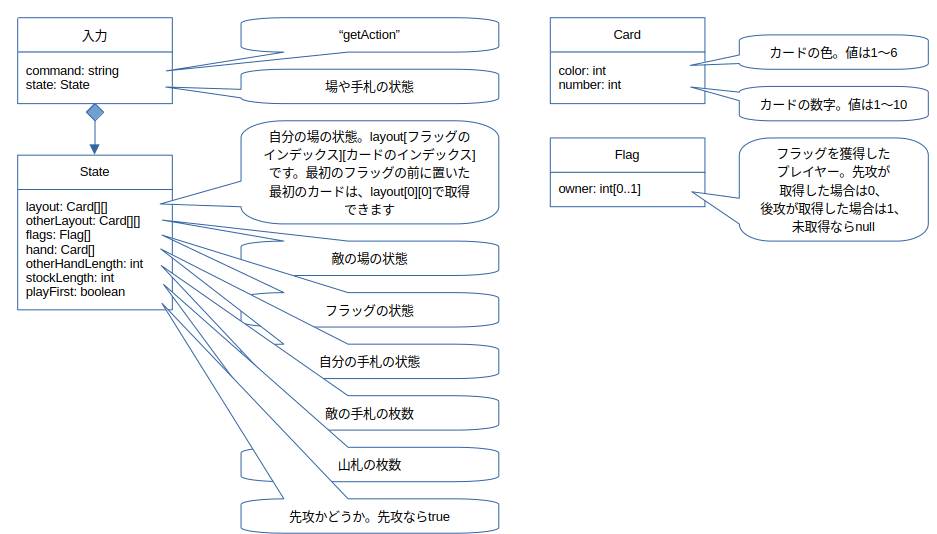 入力
command: string
state: State
“getAction”
場や手札の状態
State
layout: Card[][]
otherLayout: Card[][]
flags: Flag[]
hand: Card[]
otherHandLength: int
stockLength: int
playFirst: boolean
自分の場の状態。layout[フラッグの
インデックス][カードのインデックス]
です。最初のフラッグの前に置いた
最初のカードは、layout[0][0]で取得
できます
敵の場の状態
フラッグの状態
自分の手札の状態
敵の手札の枚数
山札の枚数
先攻かどうか。先攻ならtrue
Card
color: int
number: int
カードの色。値は1〜6
カードの数字。値は1〜10
Flag
owner: int[0..1]
フラッグを獲得した
プレイヤー。先攻が
取得した場合は0、
後攻が取得した場合は1、
未取得ならnull